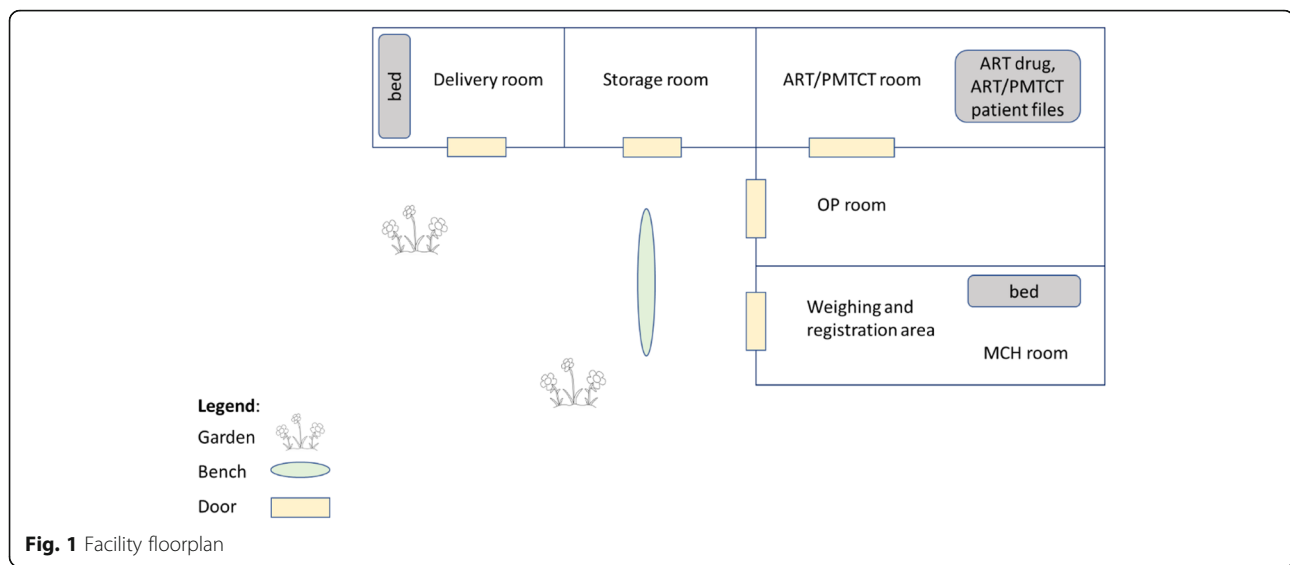 bed
Delivery room
Storage room
ART/PMTCT room
ART drug,
ART/PMTCT
patient files
OP room
bed
Weighing and
registration area
MCH room
Legend:
Garden
Bench
Door
Fig. 1 Facility floorplan